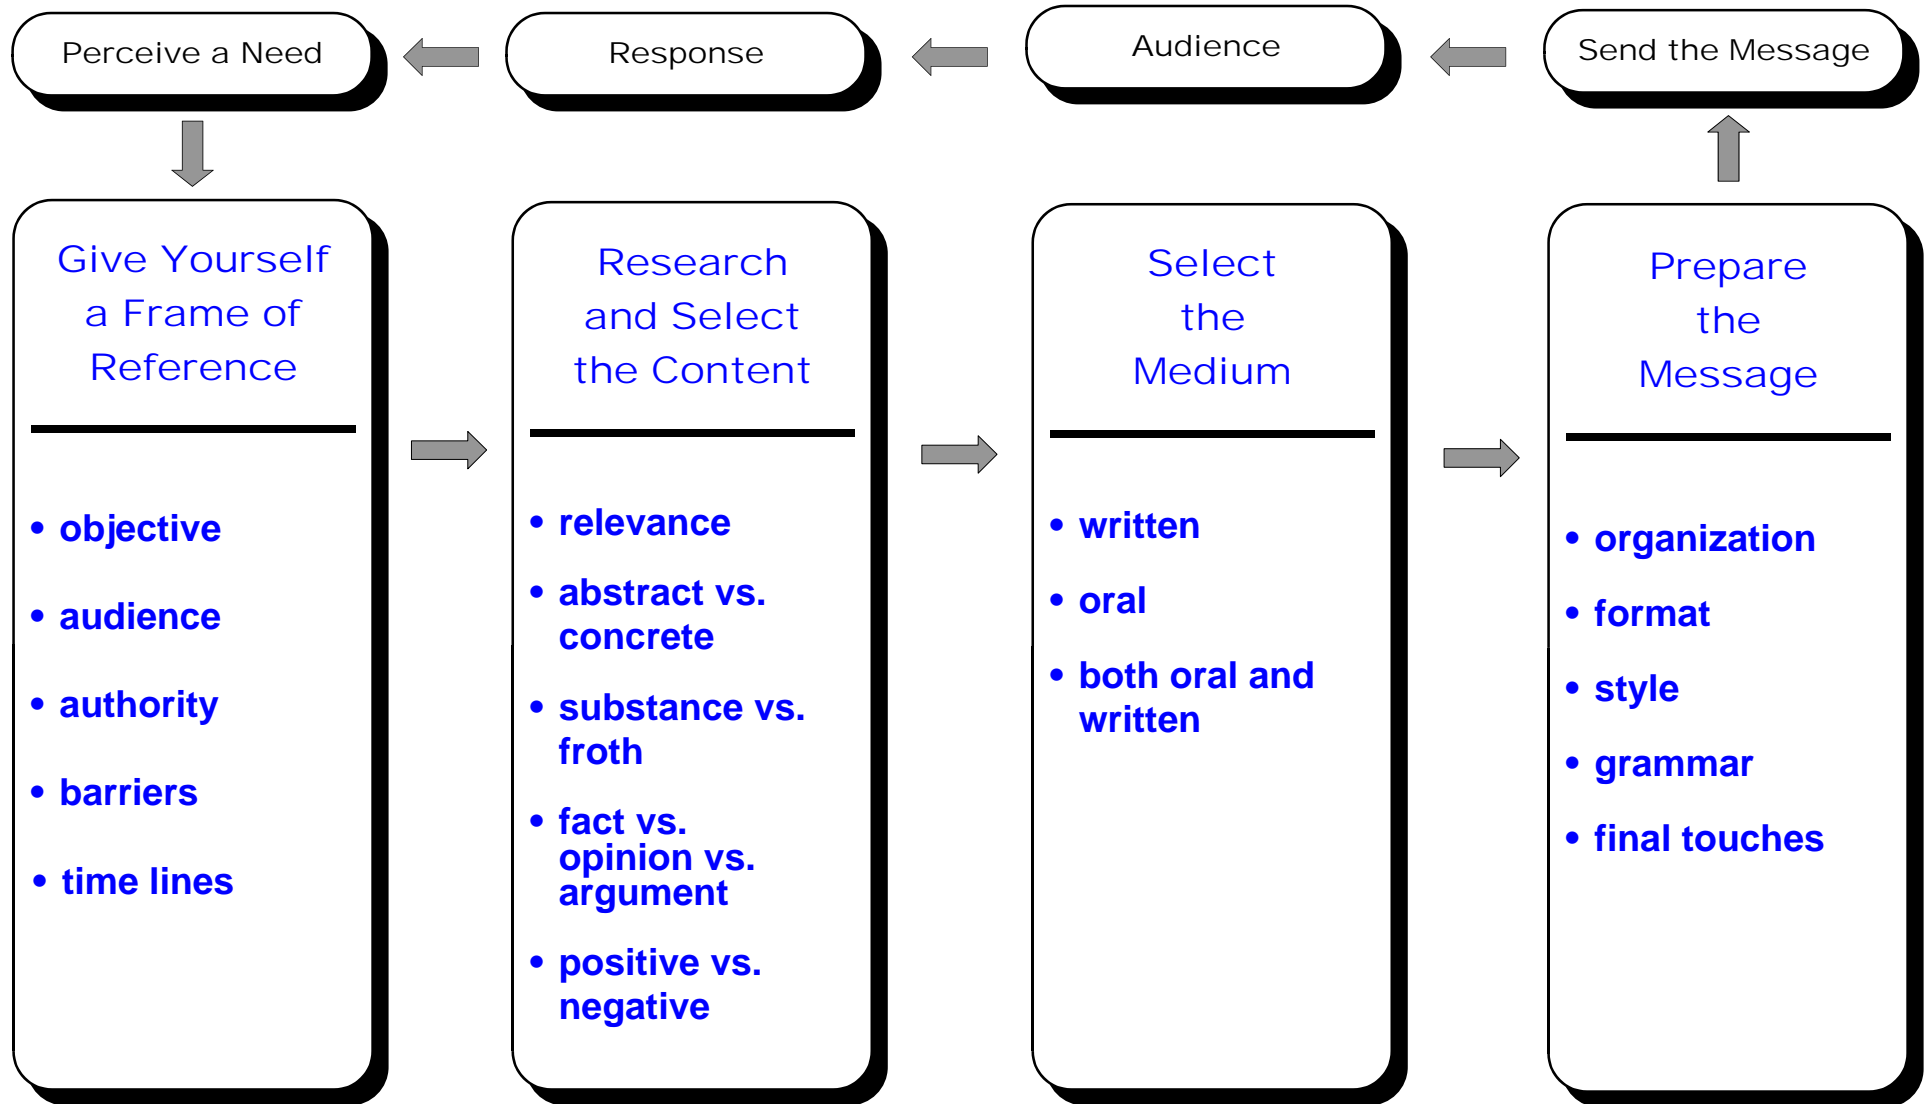 Perceive a Need
Response
Audience
Send the Message
Give Yourself
a Frame of
Reference
• objective
• audience
• authority
• barriers
• time lines
Research
and Select
the Content
• relevance
• abstract vs.
concrete
• substance vs.
froth
• fact vs.
opinion vs.
argument
• positive vs.
negative
Select
the
Medium
• written
• oral
• both oral and
written
Prepare
the
Message
• organization
• format
• style
• grammar
• final touches